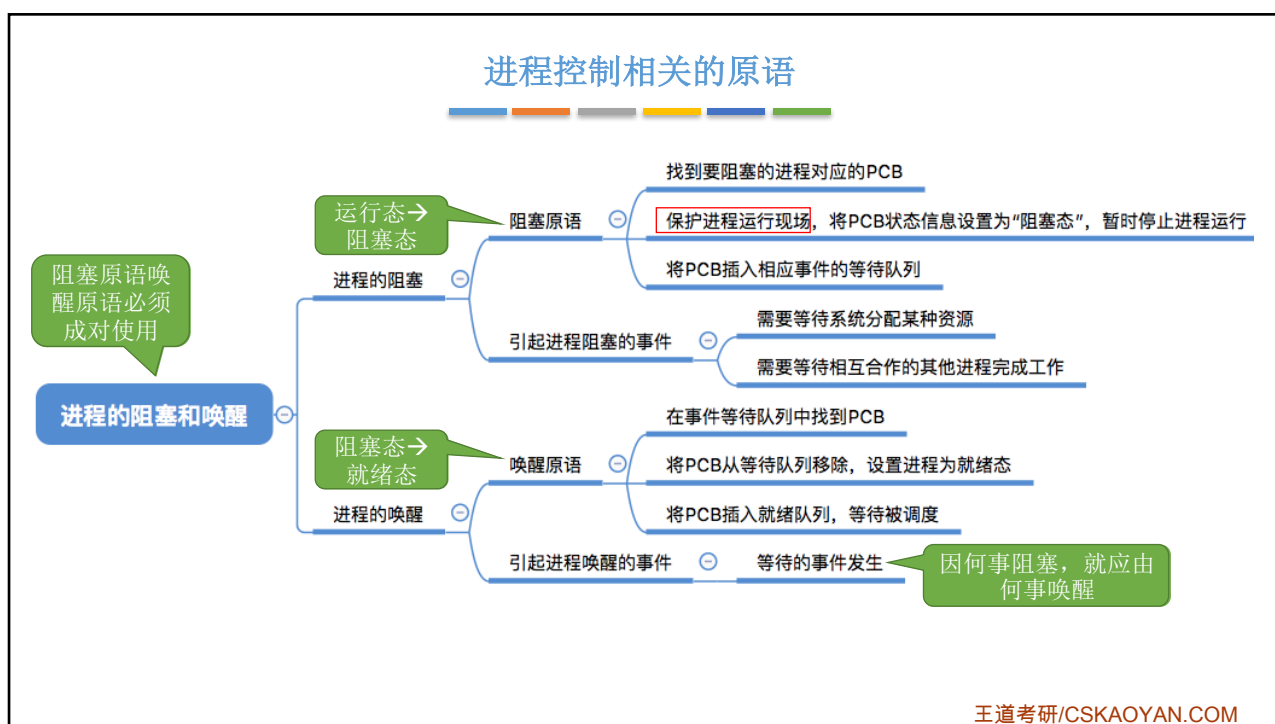 进程控制相关的原语
找到要阻塞的进程对应的PCB
运行态→
阻塞态
阻塞原语
保护进程运行现场，将PCB状态信息设置为“阻塞态”，暂时停止进程运行
将PCB插入相应事件的等待队列
进程的阻塞
阻塞原语唤
醒原语必须
成对使用
引起进程阻塞的事件
需要等待系统分配某种资源
需要等待相互合作的其他进程完成工作
进程的阻塞和唤醒
在事件等待队列中找到PCB
阻塞态→
就绪态
唤醒原语
将PCB从等待队列移除，设置进程为就绪态
将PCB插入就绪队列，等待被调度
进程的唤醒
引起进程唤醒的事件
等待的事件发生
因何事阻塞，就应由
何事唤醒
王道考研/CSKAOYAN.COM